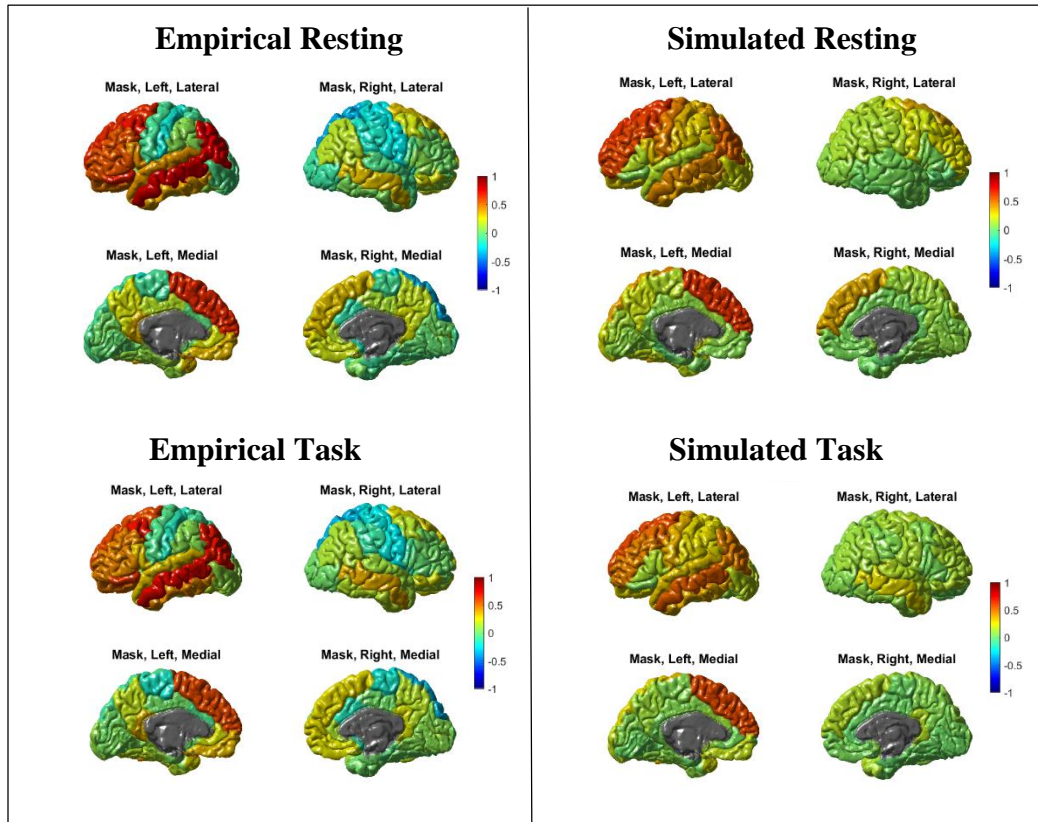 Empirical Resting
Mask, Left, Lateral
Mask, Right, Lateral
1
0.5
0
-0.5
-1
Mask, Left, Medial
Mask, Right, Medial
Simulated Resting
Mask, Left, Lateral
Mask, Right, Lateral
1
0.5
0
-0.5
-1
Mask, Left, Medial
Mask, Right, Medial
Empirical Task
Mask, Left, Lateral
Mask, Right, Lateral
1
0.5
0
-0.5
-1
Mask, Left, Medial
Mask, Right, Medial
Simulated Task
Mask, Left, Lateral
Mask, Right, Lateral
1
0.5
0
-0.5
-1
Mask, Left, Medial
Mask, Right, Medial